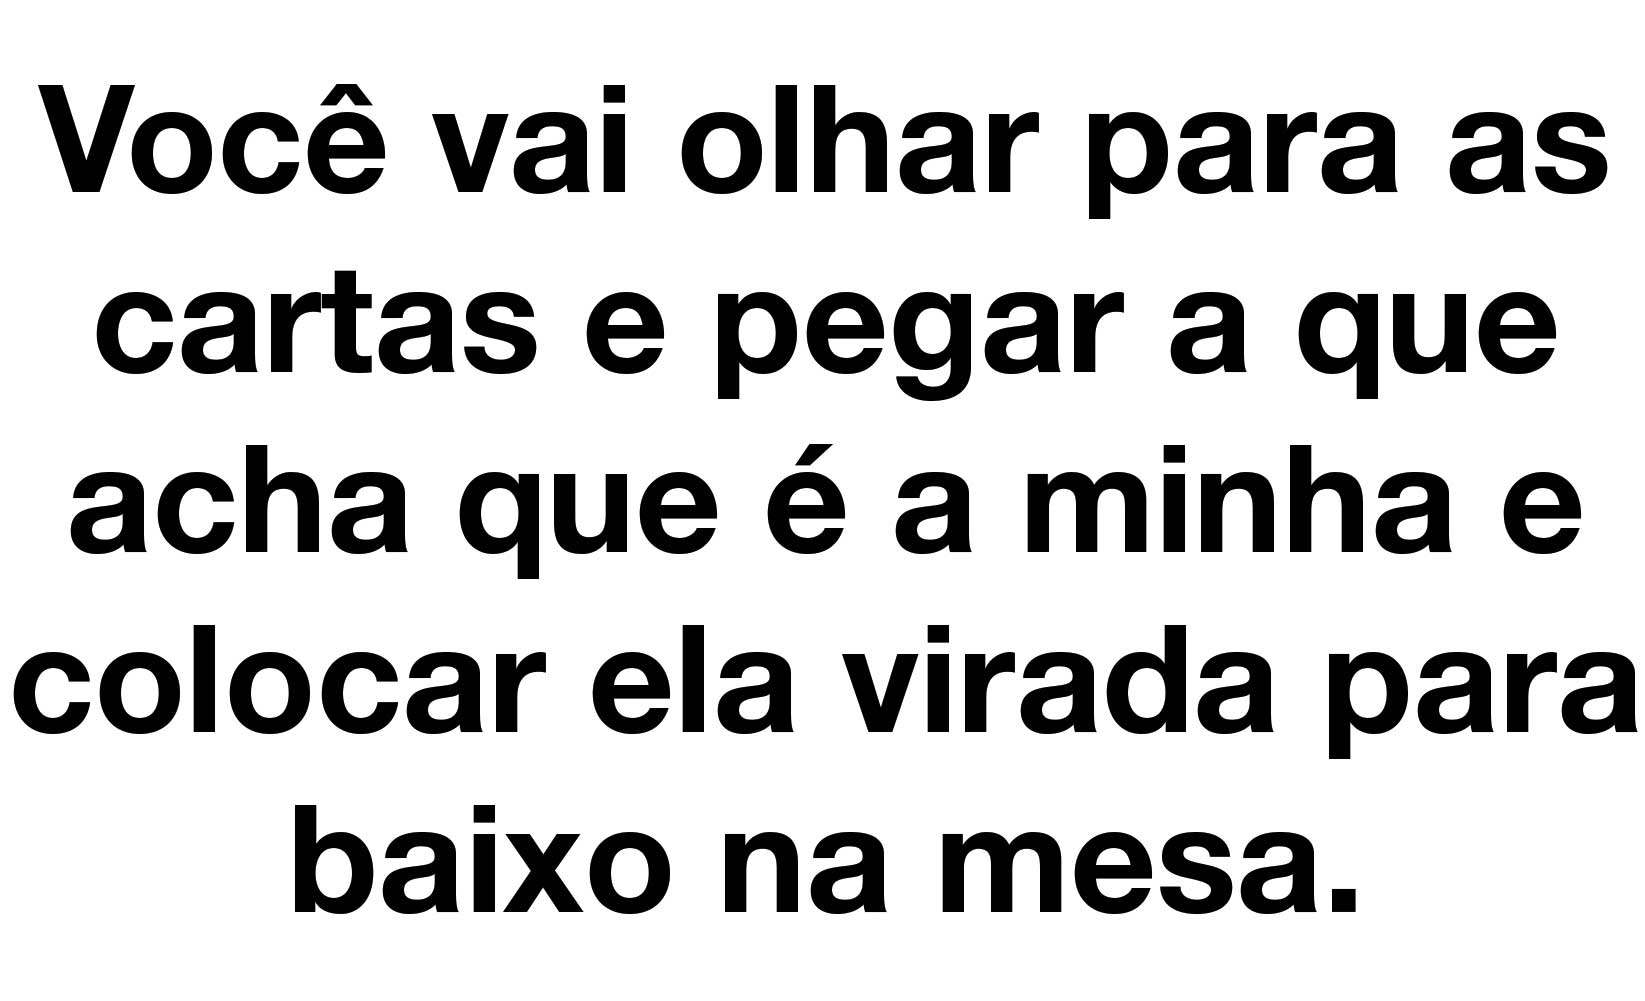 Você vai olhar para as
cartas e pegar a que
acha que é a minha e
colocar ela virada para
baixo na mesa.